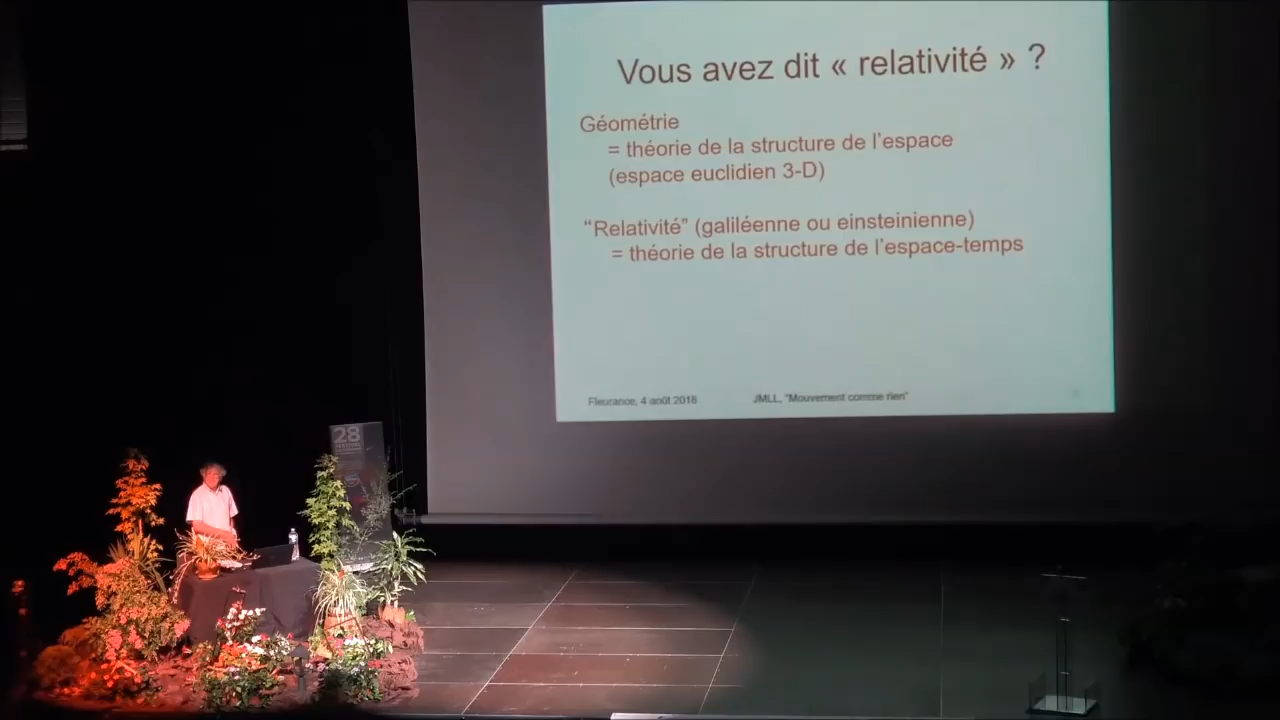 Vous avez dit « relativité » ?
Géométrie
= théorie de la structure de l'espace
(espace euclidien 3-D)
“Relativité” (galiléenne ou einsteinienne)
= théorie de la structure de l'espace-temps
Fleurance, 4 août 2018
JMLL, "Mouvement comme rien"
28
FESTIVAL